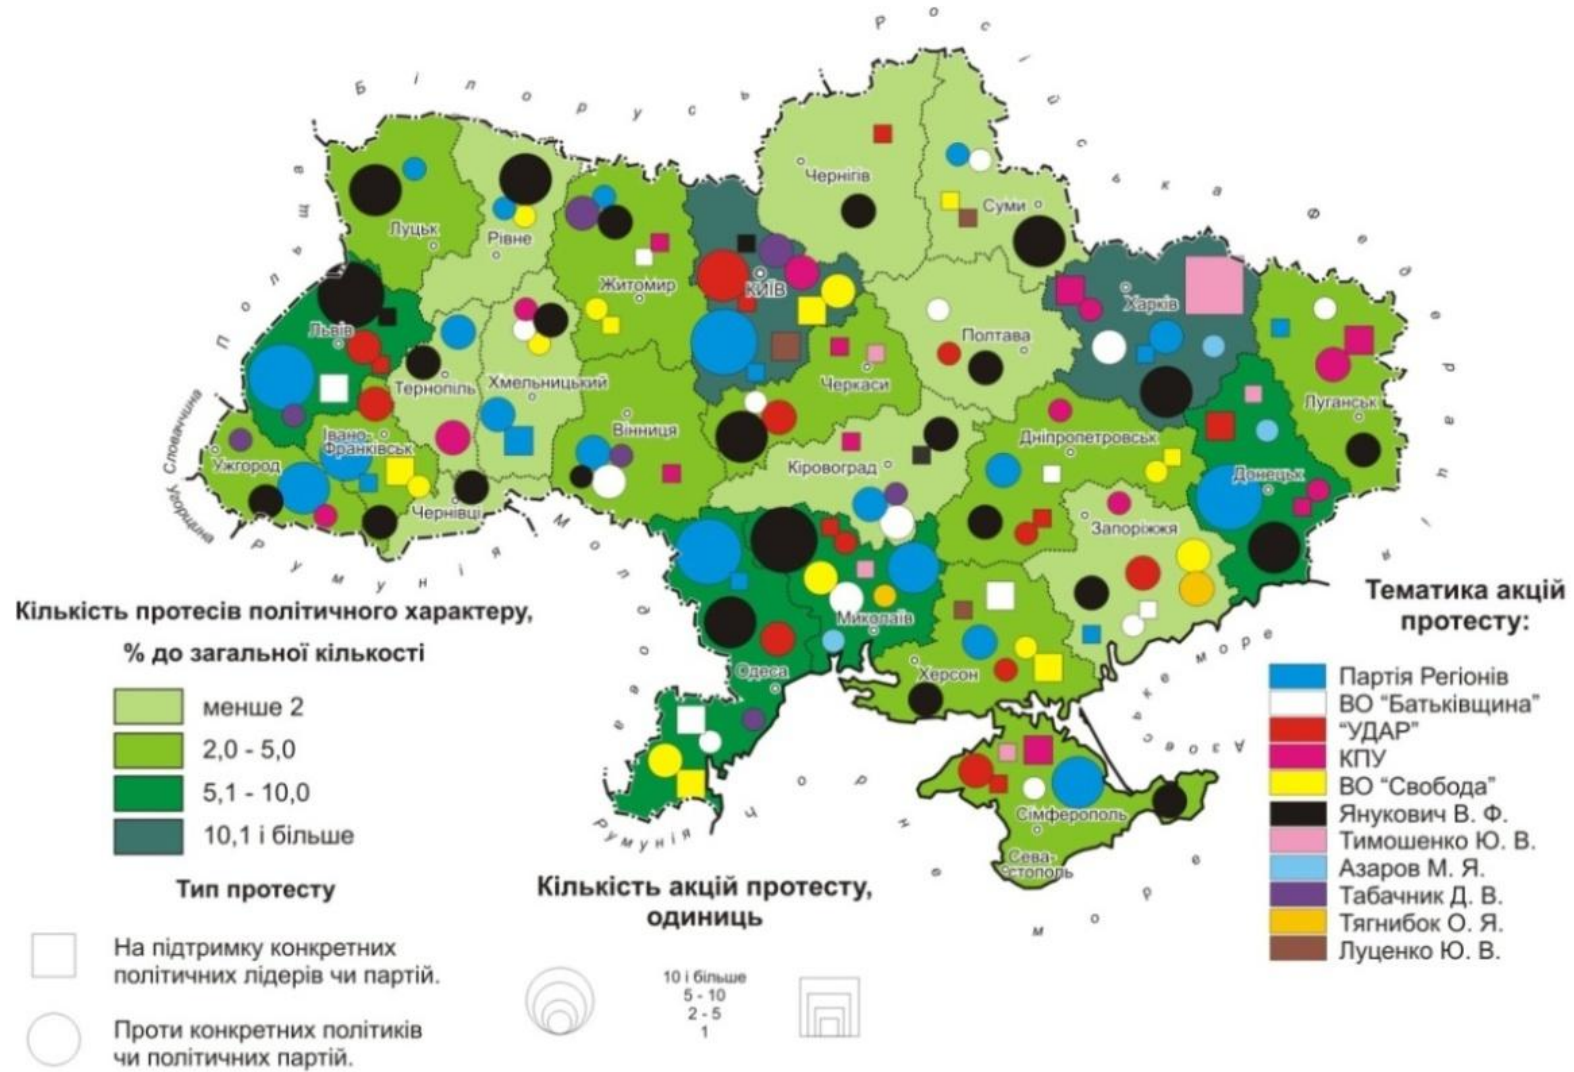 Російська Федерація
Білорусь
Польща
Словаччина
Угорщина
Румунія
Молдова
Румунія
Чорне море
Азовське море
Чернігів
Суми
Луцьк
Рівне
Житомир
КИЇВ
Харків
Львів
Полтава
Тернопіль
Хмельницький
Черкаси
Луганськ
Вінниця
Івано-
Франківськ
Ужгород
Кіровоград
Дніпропетровськ
Донецьк
Чернівці
Запоріжжя
Миколаїв
Одеса
Херсон
Сімферополь
Сева-
стополь
Кількість протесів політичного характеру,
% до загальної кількості
менше 2
2,0 - 5,0
5,1 - 10,0
10,1 і більше
Тип протесту
На підтримку конкретних
політичних лідерів чи партій.
Проти конкретних політиків
чи політичних партій.
Кількість акцій протесту,
одиниць
10 і більше
5 - 10
2 - 5
1
Тематика акцій
протесту:
Партія Регіонів
ВО “Батьківщина”
“УДАР”
КПУ
ВО “Свобода”
Янукович В. Ф.
Тимошенко Ю. В.
Азаров М. Я.
Табачник Д. В.
Тягнибок О. Я.
Луценко Ю. В.